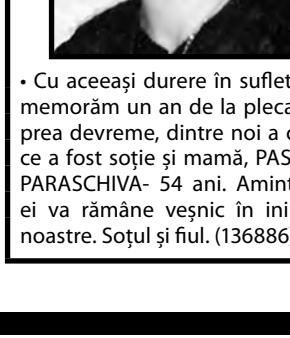 • Cu aceeași durere în suflet
memorăm un an de la pleca
prea devreme, dintre noi a c
ce a fost soție și mamă, PAS
PARASCHIVA- 54 ani. Amint
ei va rămâne veșnic în ini
noastre. Soțul și fiul. (136886)